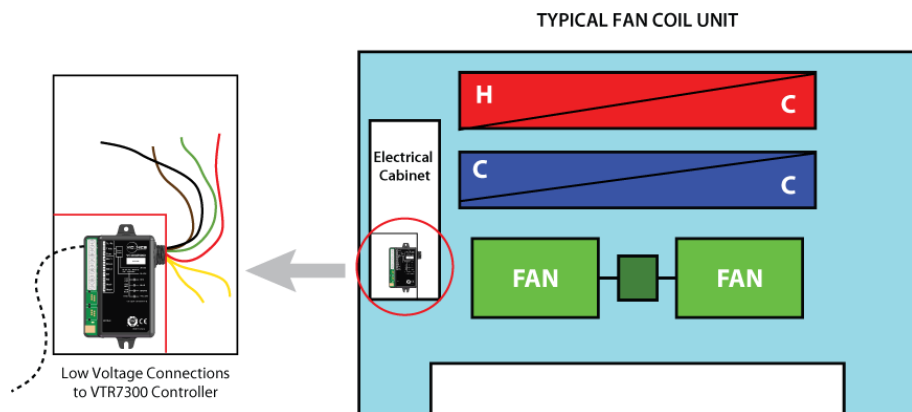 TYPICAL FAN COIL UNIT
H
C
Electrical
Cabinet
C
C
FAN
FAN
Low Voltage Connections
to VTR7300 Controller